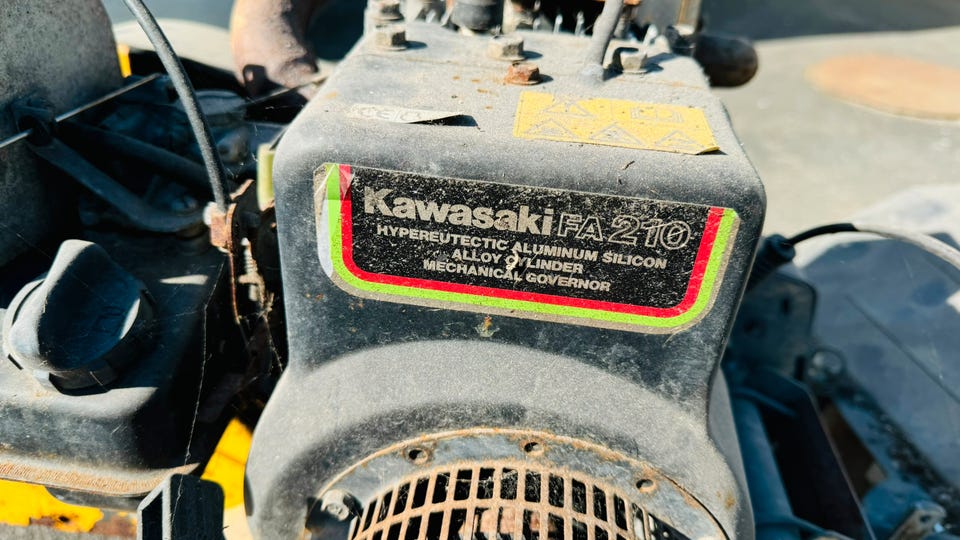 Kawasaki FA 210
HYPEREUTECTIC ALUMINUM SILICON
ALLOY CYLINDER
MECHANICAL GOVERNOR